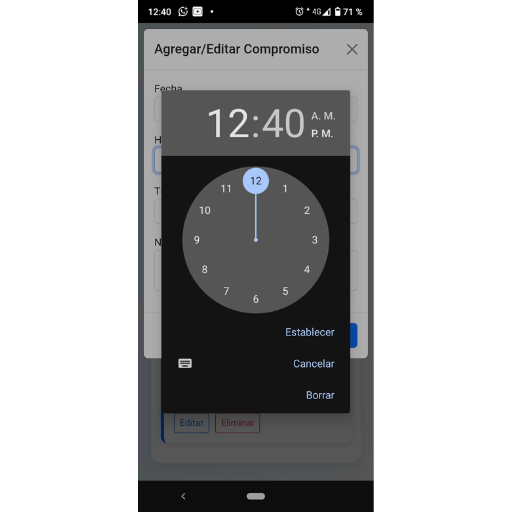 12:40
4G
71 %
Agregar/Editar Compromiso
Fecha
12:40
A. M.
P. M.
H
T
N
12
11
1
10
2
9
3
8
4
7
5
6
Establecer
Cancelar
Borrar
Editar
Eliminar